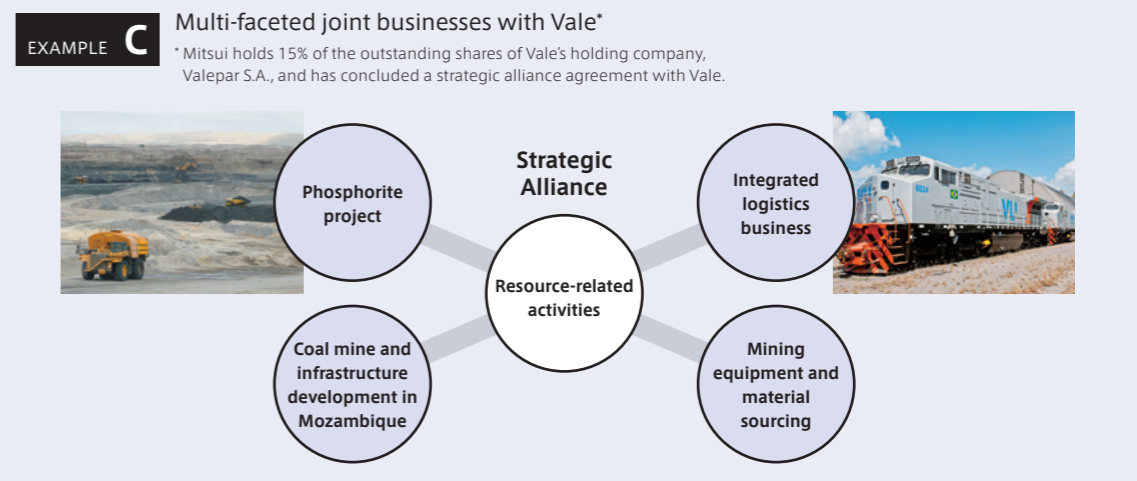 EXAMPLE C
Multi-faceted joint businesses with Vale*
* Mitsui holds 15% of the outstanding shares of Vale's holding company,
Valepar S.A., and has concluded a strategic alliance agreement with Vale.
Phosphorite
project
Strategic
Alliance
Integrated
logistics
business
Resource-related
activities
Coal mine and
infrastructure
development in
Mozambique
Mining
equipment and
material
sourcing